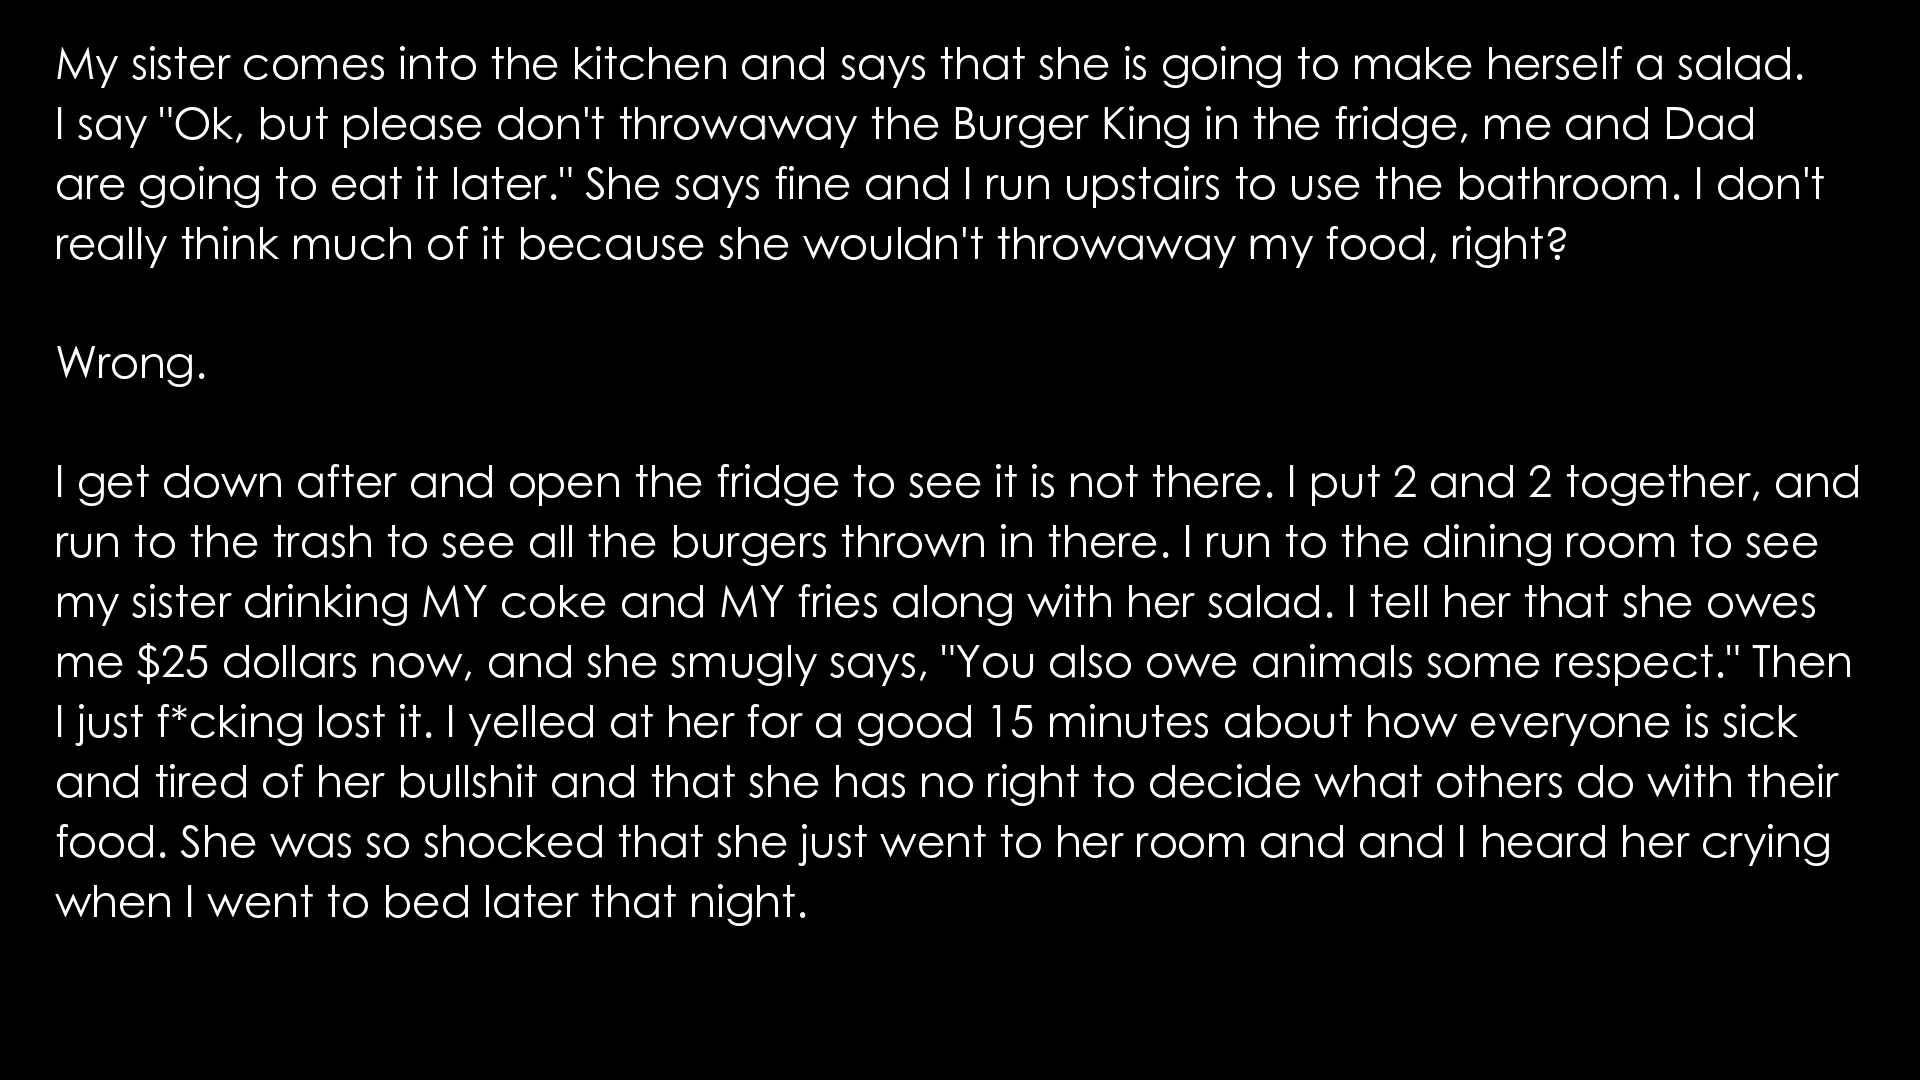 My sister comes into the kitchen and says that she is going to make herself a salad.
I say "Ok, but please don't throwaway the Burger King in the fridge, me and Dad
are going to eat it later." She says fine and I run upstairs to use the bathroom. I don't
really think much of it because she wouldn't throwaway my food, right?
Wrong.
I get down after and open the fridge to see it is not there. I put 2 and 2 together, and
run to the trash to see all the burgers thrown in there. I run to the dining room to see
my sister drinking MY coke and MY fries along with her salad. I tell her that she owes
me $25 dollars now, and she smugly says, "You also owe animals some respect." Then
I just f*cking lost it. I yelled at her for a good 15 minutes about how everyone is sick
and tired of her bullshit and that she has no right to decide what others do with their
food. She was so shocked that she just went to her room and and I heard her crying
when I went to bed later that night.